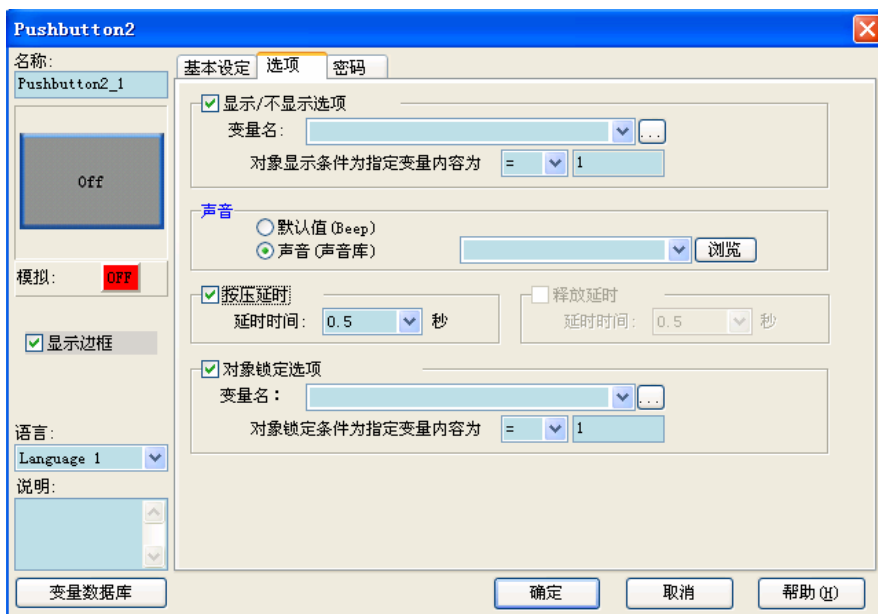 Pushbutton2
名称:
Pushbutton2_1
Off
模拟: OFF
显示边框
语言:
Language 1
说明:
变量数据库
基本设定 选项 密码
显示/不显示选项
变量名: ...
对象显示条件为指定变量内容为 = 1
声音
默认值(Beep)
声音(声音库) 浏览
按压延时
延时时间: 0.5 秒
释放延时
延时时间: 0.5 秒
对象锁定选项
变量名: ...
对象锁定条件为指定变量内容为 = 1
确定 取消 帮助(H)